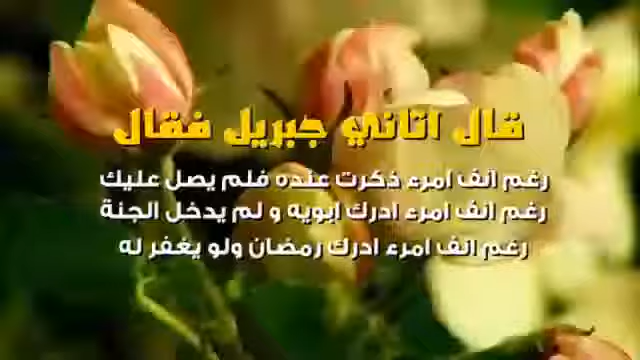 قال اتاني جبريل فقال
رغم انف امرء ذكرت عنده فلم يصل عليك
رغم انف امرء ادرك ابويه و لم يدخل الجنة
رغم انف امرء ادرك رمضان ولو يغفر له